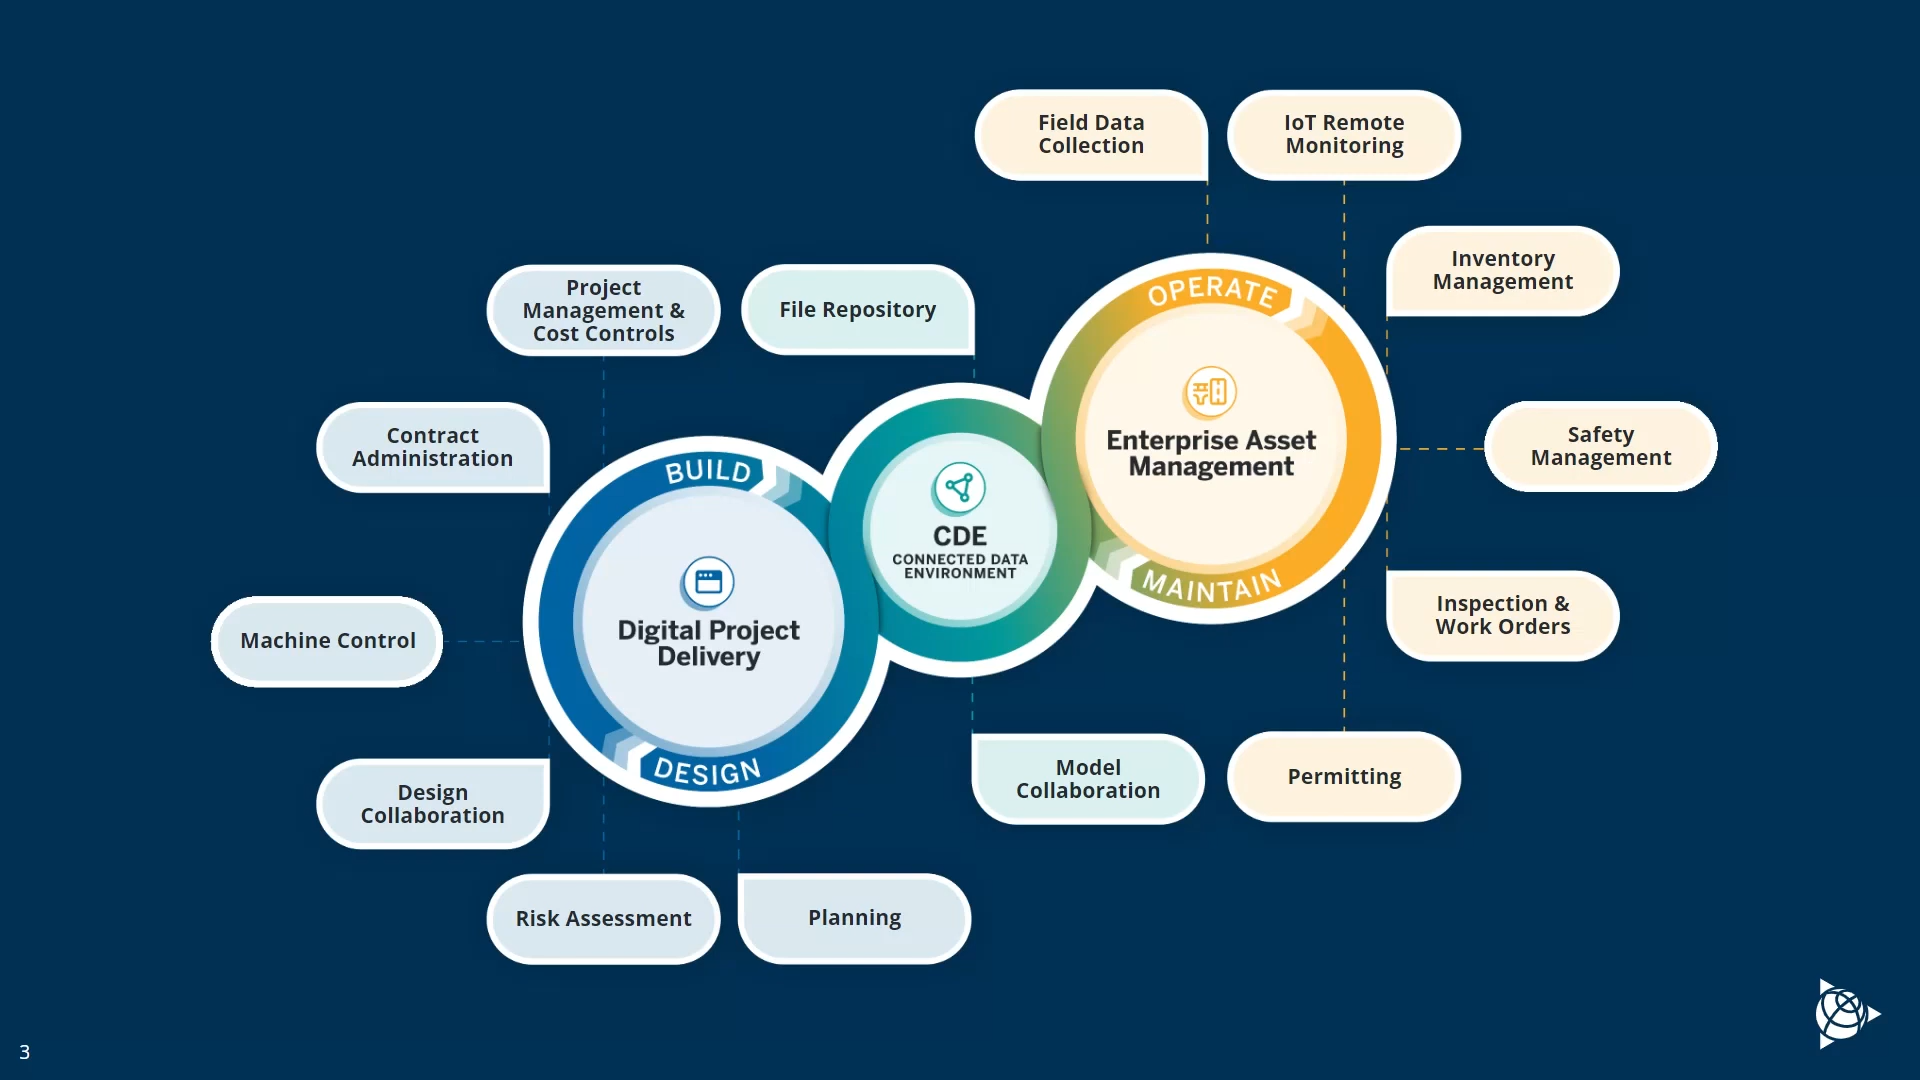 Field Data
Collection
IoT Remote
Monitoring
Inventory
Management
Project
Management &
Cost Controls
File Repository
OPERATE
Enterprise Asset
Management
MAINTAIN
Contract
Administration
Safety
Management
BUILD
Digital Project
Delivery
DESIGN
CDE
CONNECTED DATA
ENVIRONMENT
Machine Control
Inspection &
Work Orders
Design
Collaboration
Model
Collaboration
Permitting
Risk Assessment
Planning
3